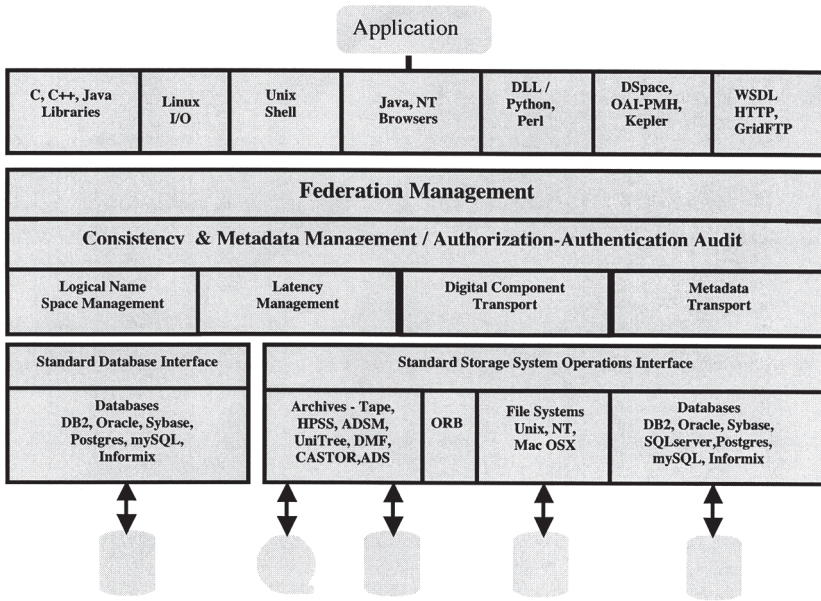 Application
C, C++, Java
Libraries
Linux
I/O
Unix
Shell
Java, NT
Browsers
DLL /
Python,
Perl
DSpace,
OAI-PMH,
Kepler
WSDL
HTTP,
GridFTP
Federation Management
Consistency & Metadata Management / Authorization-Authentication Audit
Logical Name
Space Management
Latency
Management
Digital Component
Transport
Metadata
Transport
Standard Database Interface
Standard Storage System Operations Interface
Databases
DB2, Oracle, Sybase,
Postgres, mySQL,
Informix
Archives - Tape,
HPSS, ADSM,
UniTree, DMF,
CASTOR,ADS
ORB
File Systems
Unix, NT,
Mac OSX
Databases
DB2, Oracle, Sybase,
SQLserver,Postgres,
mySQL, Informix